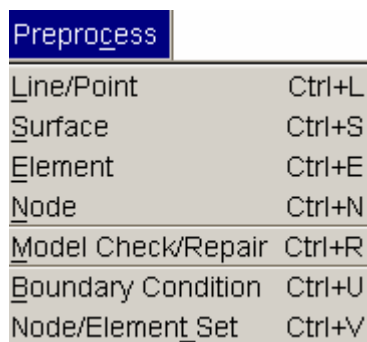 Preprocess
Line/Point Ctrl+L
Surface Ctrl+S
Element Ctrl+E
Node Ctrl+N
Model Check/Repair Ctrl+R
Boundary Condition Ctrl+U
Node/Element Set Ctrl+V